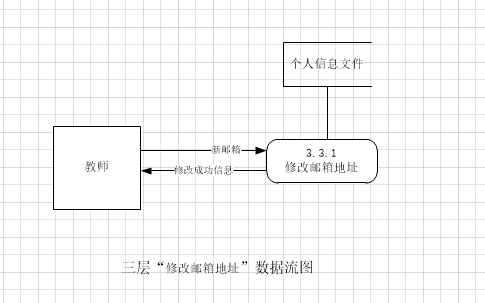 个人信息文件
新邮箱
3.3.1
修改邮箱地址
教师
修改成功信息
三层“修改邮箱地址”数据流图